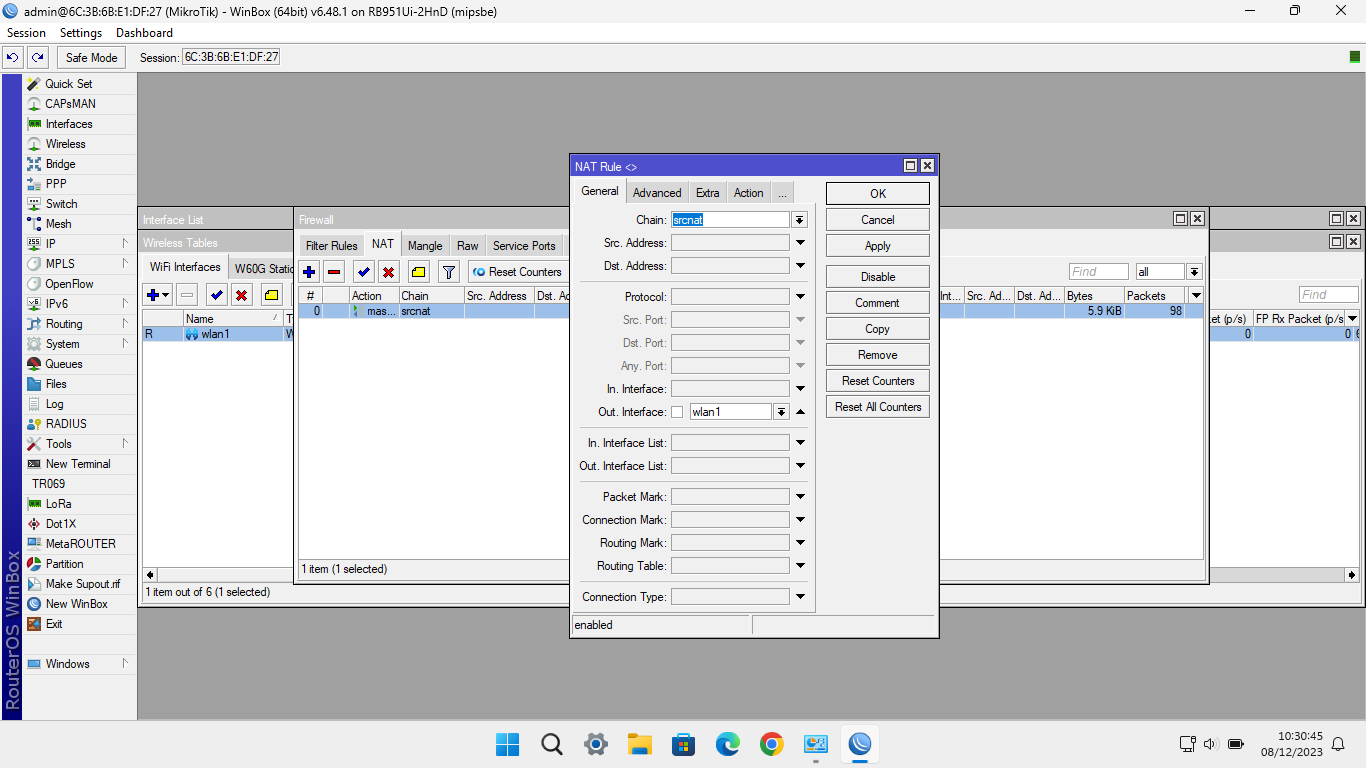 admin@6C:3B:6B:E1:DF:27 (MikroTik) - WinBox (64bit) v6.48.1 on RB951Ui-2HnD (mipsbe)
Session Settings Dashboard
Safe Mode Session: 6C:3B:6B:E1:DF:27
Quick Set
CAPsMAN
Interfaces
Wireless
Bridge
PPP
Switch
Mesh
IP
MPLS
OpenFlow
IPv6
Routing
System
Queues
Files
Log
RADIUS
Tools
New Terminal
TR069
LoRa
Dot1X
MetaROUTER
Partition
Make Supout.rif
New WinBox
Exit
Windows
RouterOS WinBox
Interface List
Wireless Tables
WiFi Interfaces W60G Static
Name
R wlan1
1 item out of 6 (1 selected)
Firewall
Filter Rules NAT Mangle Raw Service Ports
Reset Counters
Find all
# Action Chain Src. Address Dst. Ad
Int... Src. Ad... Dst. Ad... Bytes Packets
0 mas... srcnat
5.9 KiB 98
1 item (1 selected)
Find
et (p/s) FP Rx Packet (p/s
0 0
NAT Rule <>
General Advanced Extra Action ...
Chain: srcnat
Src. Address:
Dst. Address:
Protocol:
Src. Port:
Dst. Port:
Any. Port:
In. Interface:
Out. Interface: wlan1
In. Interface List:
Out. Interface List:
Packet Mark:
Connection Mark:
Routing Mark:
Routing Table:
Connection Type:
enabled
OK
Cancel
Apply
Disable
Comment
Copy
Remove
Reset Counters
Reset All Counters
10:30:45
08/12/2023